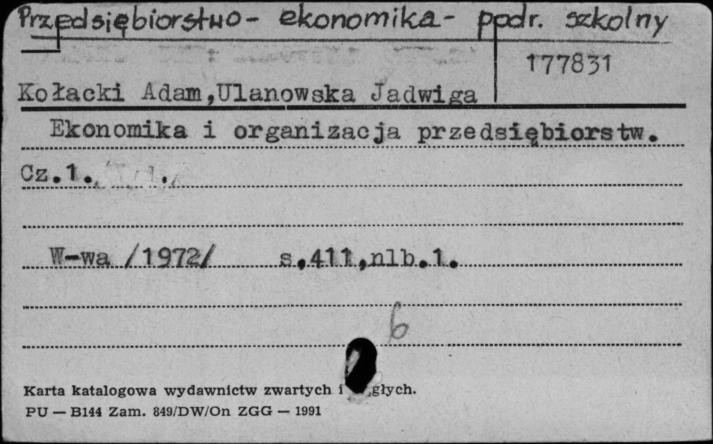 Przedsiębiorstwo - ekonomika - podr. szkolny
177831
Kołacki Adam,Ulanowska Jadwiga
Ekonomika i organizacja przedsiębiorstw.
Cz.1.
W-wa /1972/ s.411,nlb.1.
6
Karta katalogowa wydawnictw zwartych i głych.
PU — B144 Zam. 849/DW/On ZGG — 1991